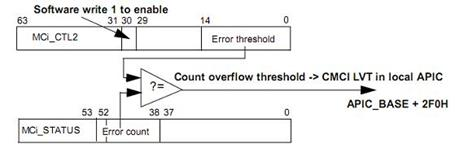 Software write 1 to enable
63 31 30 29 14 0
MCi_CTL2 Error threshold
?= Count overflow threshold -> CMCI LVT in local APIC
APIC_BASE + 2F0H
53 52 38 37 0
MCi_STATUS Error count